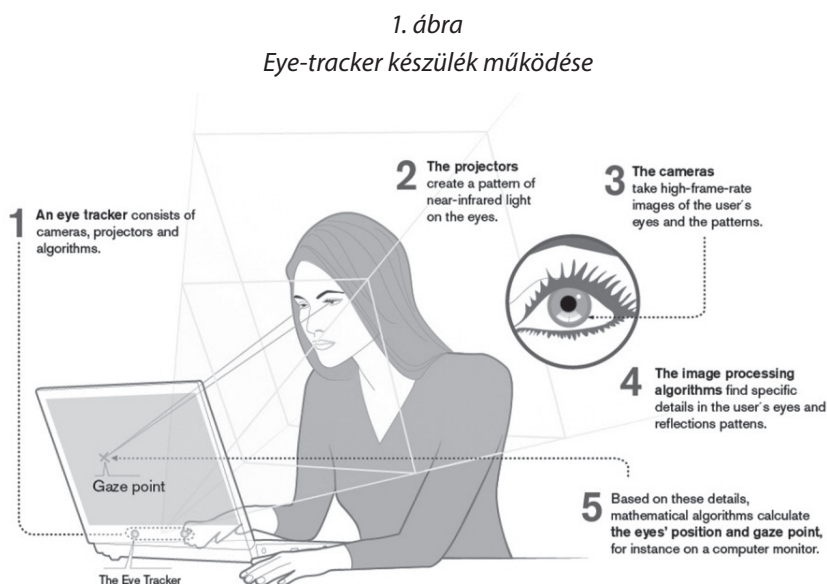 1. ábra
Eye-tracker készülék működése
1 An eye tracker consists of
cameras, projectors and
algorithms.
2 The projectors
create a pattern of
near-infrared light
on the eyes.
3 The cameras
take high-frame-rate
images of the user's
eyes and the patterns.
4 The image processing
algorithms find specific
details in the user's eyes and
reflections pattens.
Gaze point
5 Based on these details,
mathematical algorithms calculate
the eyes' position and gaze point,
for instance on a computer monitor.
The Eye Tracker